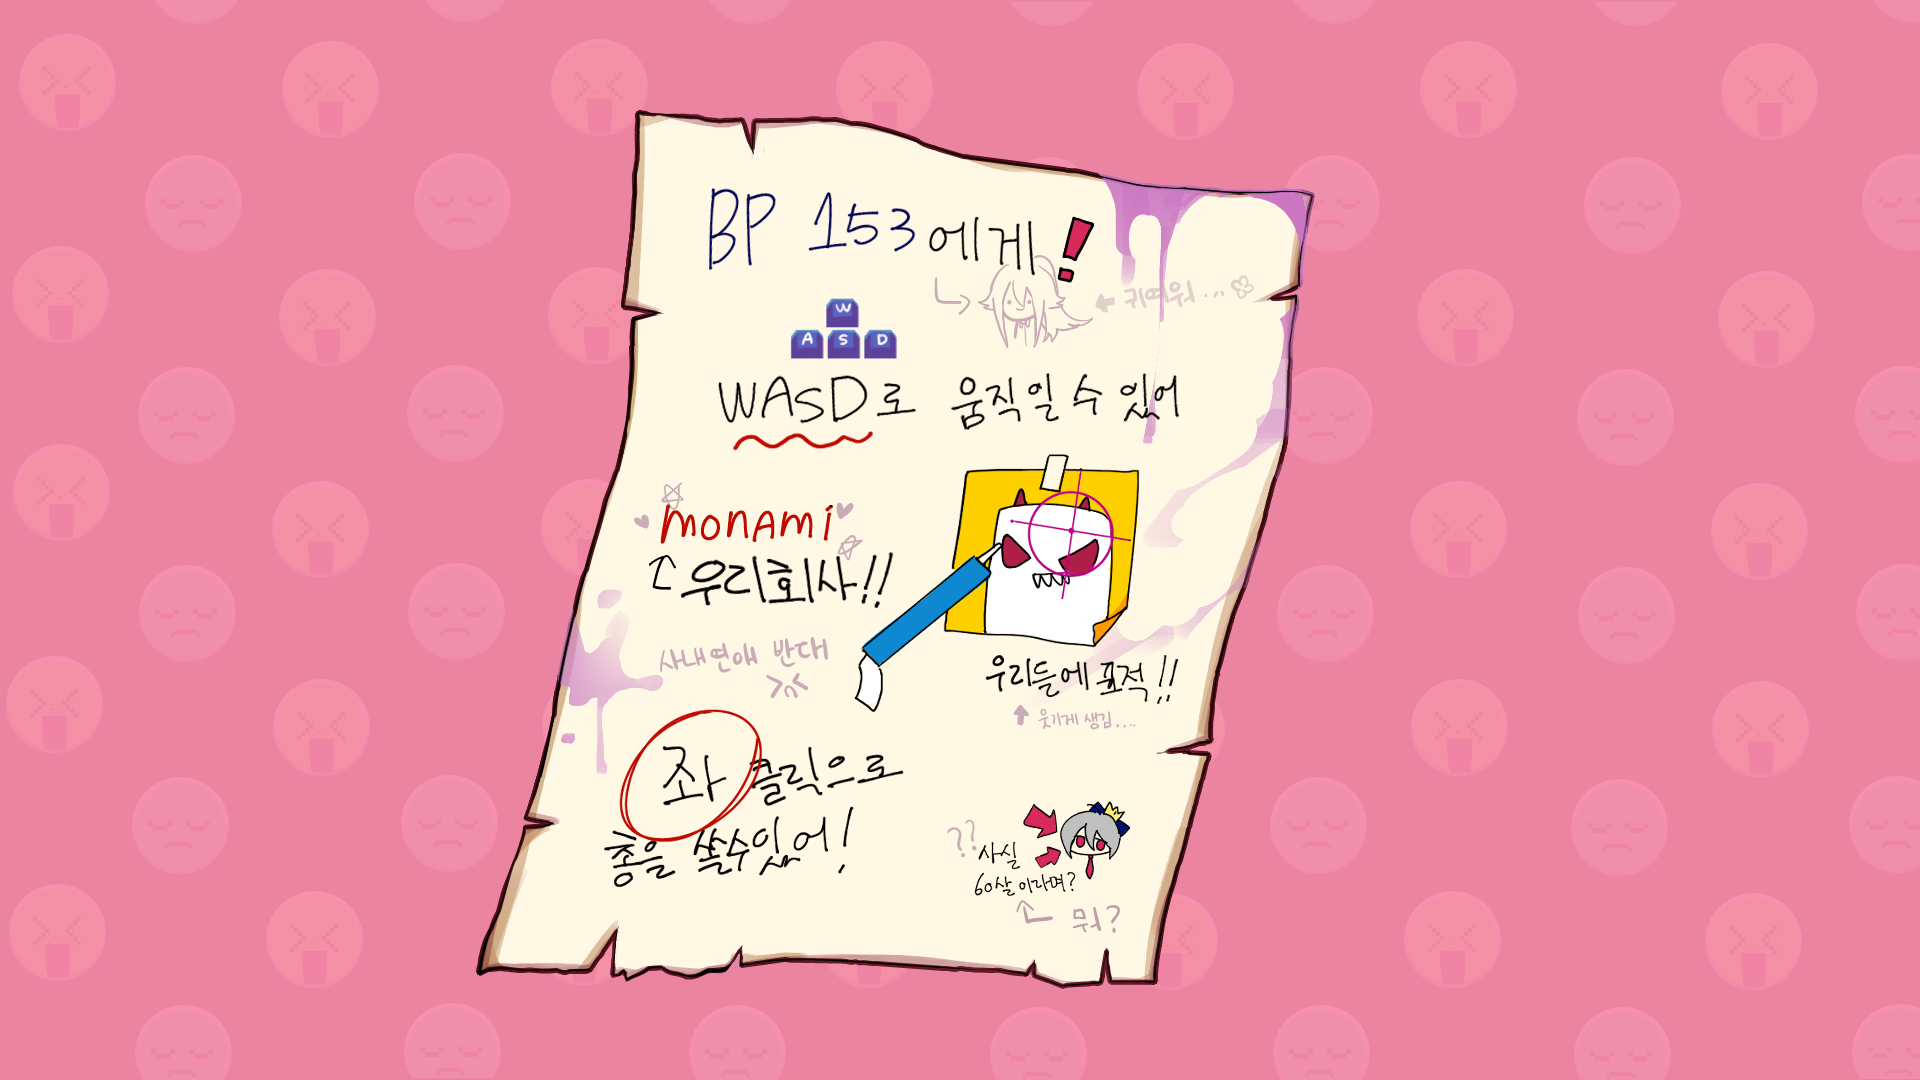 BP 153에게!
귀여워...
W
A S D
WASD로 움직일 수 있어
monami
우리회사!!
사내연애 반대
우리들에 표적!!
웃기게 생김....
좌클릭으로
총을 쏠수있어!
??
사실
60살이라며?
뭐?